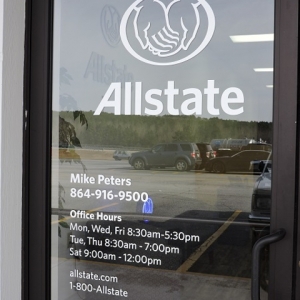 Allstate
Mike Peters
864-916-9500
Office Hours
Mon, Wed, Fri 8:30am-5:30pm
Tue, Thu 8:30am - 7:00pm
Sat 9:00am - 12:00pm
allstate.com
1-800-Allstate